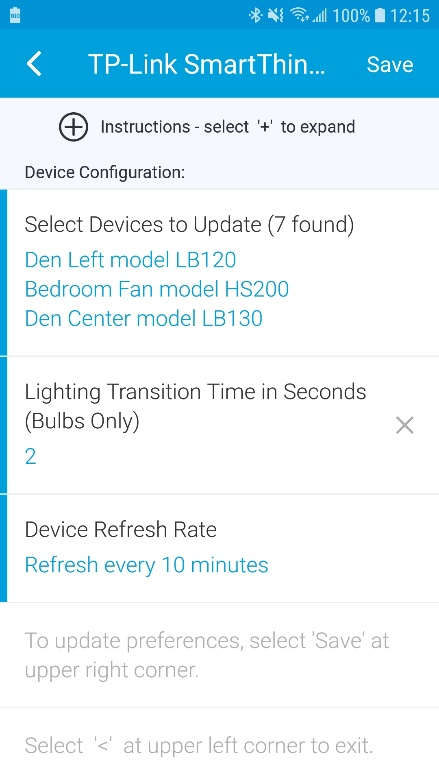 100% 12:15
TP-Link SmartThin... Save
Instructions - select '+' to expand
Device Configuration:
Select Devices to Update (7 found)
Den Left model LB120
Bedroom Fan model HS200
Den Center model LB130
Lighting Transition Time in Seconds
(Bulbs Only)
2
Device Refresh Rate
Refresh every 10 minutes
To update preferences, select 'Save' at
upper right corner.
Select '<' at upper left corner to exit.